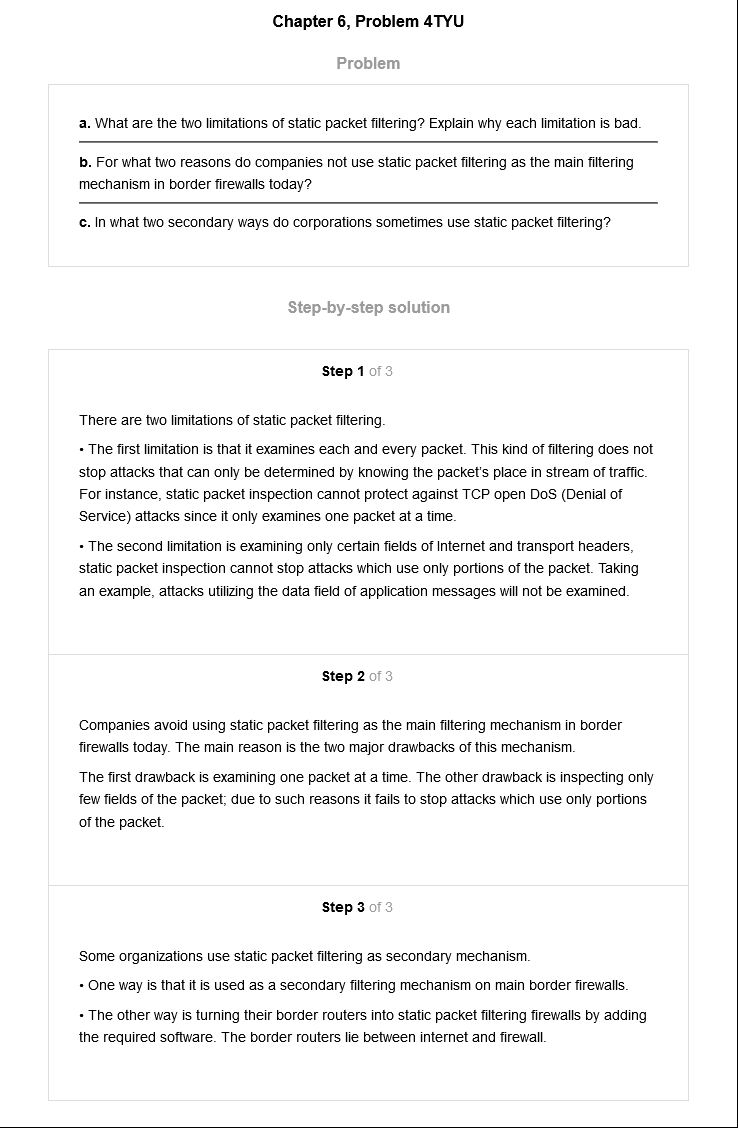 Chapter 6, Problem 4TYU
Problem
a. What are the two limitations of static packet filtering? Explain why each limitation is bad.
b. For what two reasons do companies not use static packet filtering as the main filtering
mechanism in border firewalls today?
c. In what two secondary ways do corporations sometimes use static packet filtering?
Step-by-step solution
Step 1 of 3
There are two limitations of static packet filtering.
• The first limitation is that it examines each and every packet. This kind of filtering does not
stop attacks that can only be determined by knowing the packet's place in stream of traffic.
For instance, static packet inspection cannot protect against TCP open DoS (Denial of
Service) attacks since it only examines one packet at a time.
• The second limitation is examining only certain fields of Internet and transport headers,
static packet inspection cannot stop attacks which use only portions of the packet. Taking
an example, attacks utilizing the data field of application messages will not be examined.
Step 2 of 3
Companies avoid using static packet filtering as the main filtering mechanism in border
firewalls today. The main reason is the two major drawbacks of this mechanism.
The first drawback is examining one packet at a time. The other drawback is inspecting only
few fields of the packet; due to such reasons it fails to stop attacks which use only portions
of the packet.
Step 3 of 3
Some organizations use static packet filtering as secondary mechanism.
• One way is that it is used as a secondary filtering mechanism on main border firewalls.
• The other way is turning their border routers into static packet filtering firewalls by adding
the required software. The border routers lie between internet and firewall.